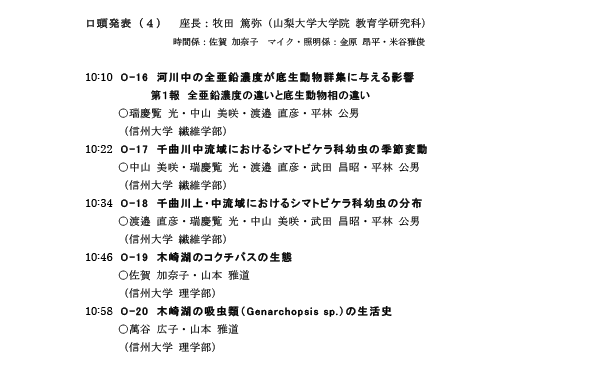 口頭発表（４） 座長：牧田 篤弥（山梨大学大学院 教育学研究科）
時間係：佐賀 加奈子 マイク・照明係：金原 昂平・米谷雅俊
10:10 O-16 河川中の全亜鉛濃度が底生動物群集に与える影響
第1報 全亜鉛濃度の違いと底生動物相の違い
○瑞慶覧 光・中山 美咲・渡邉 直彦・平林 公男
（信州大学 繊維学部）
10:22 O-17 千曲川中流域におけるシマトビケラ科幼虫の季節変動
○中山 美咲・瑞慶覧 光・渡邉 直彦・武田 昌昭・平林 公男
（信州大学 繊維学部）
10:34 O-18 千曲川上・中流域におけるシマトビケラ科幼虫の分布
○渡邉 直彦・瑞慶覧 光・中山 美咲・武田 昌昭・平林 公男
（信州大学 繊維学部）
10:46 O-19 木崎湖のコクチバスの生態
○佐賀 加奈子・山本 雅道
（信州大学 理学部）
10:58 O-20 木崎湖の吸虫類（Genarchopsis sp.）の生活史
○萬谷 広子・山本 雅道
（信州大学 理学部）